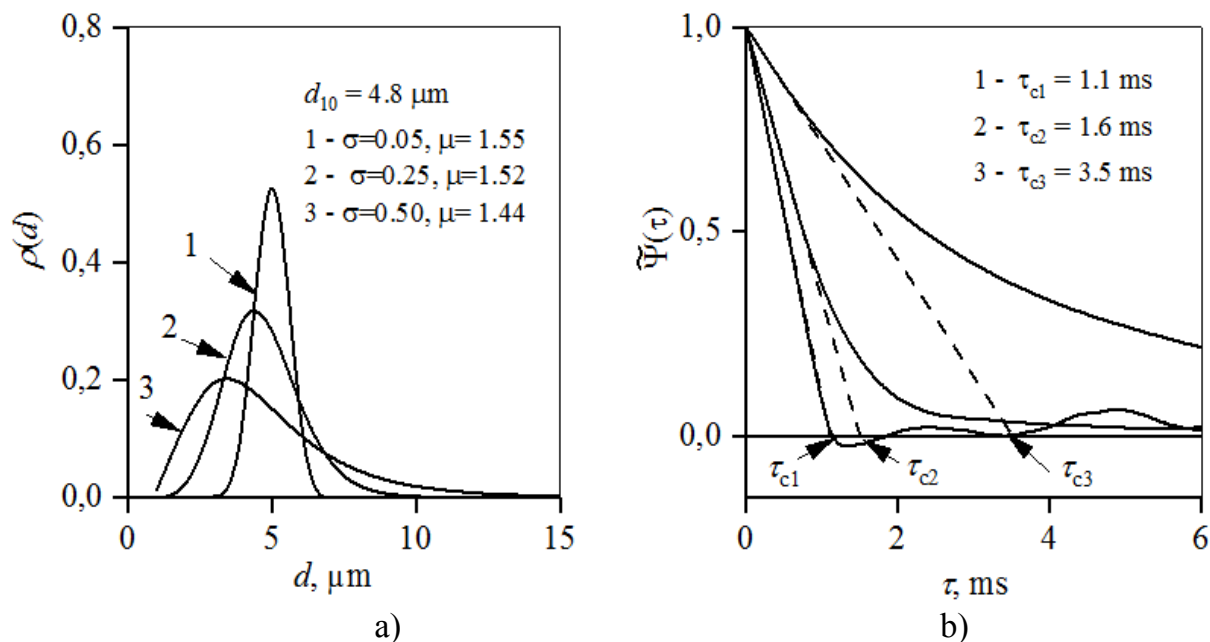 0,8
0,6
0,4
0,2
0,0
ρ(d)
d₁₀ = 4.8 μm
1 - σ=0.05, μ= 1.55
2 - σ=0.25, μ=1.52
3 - σ=0.50, μ= 1.44
1
2
3
0 5 10 15
d, μm
a)
1,0
0,5
0,0
Ψ̃(τ)
1 - τc1 = 1.1 ms
2 - τc2 = 1.6 ms
3 - τc3 = 3.5 ms
τc1 τc2 τc3
0 2 4 6
τ, ms
b)